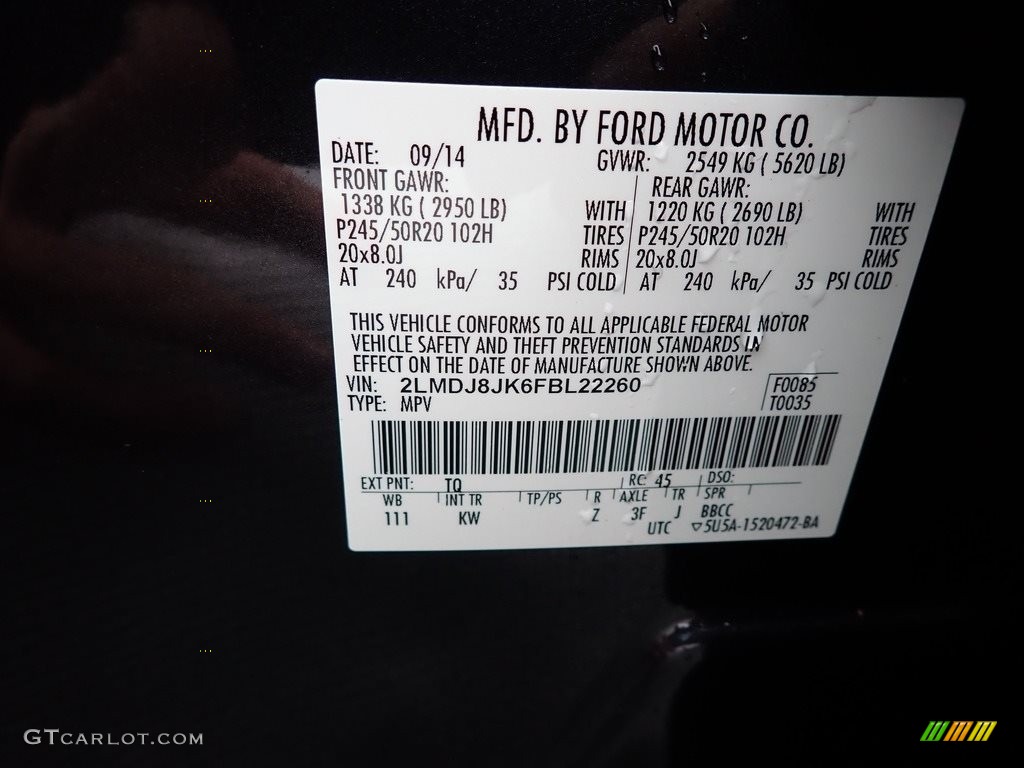 MFD. BY FORD MOTOR CO.
DATE: 09/14 GVWR: 2549 KG ( 5620 LB)
FRONT GAWR: REAR GAWR:
1338 KG ( 2950 LB) WITH 1220 KG ( 2690 LB) WITH
P245/50R20 102H TIRES P245/50R20 102H TIRES
20x8.0J RIMS 20x8.0J RIMS
AT 240 kPa/ 35 PSI COLD AT 240 kPa/ 35 PSI COLD
THIS VEHICLE CONFORMS TO ALL APPLICABLE FEDERAL MOTOR
VEHICLE SAFETY AND THEFT PREVENTION STANDARDS IN
EFFECT ON THE DATE OF MANUFACTURE SHOWN ABOVE.
VIN: 2LMDJ8JK6FBL22260 F0085
TYPE: MPV T0035
EXT PNT: TQ RC: 45 DSO:
WB INT TR TP/PS R AXLE TR SPR
111 KW Z 3F J BBCC
UTC ▽5U5A-1520472-BA
GTCARLOT.COM